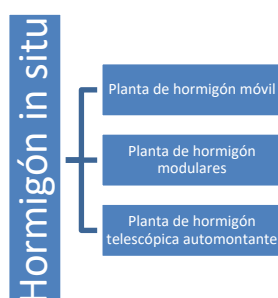 Hormigón in situ
Planta de hormigón móvil
Planta de hormigón
modulares
Planta de hormigón
telescópica automontante